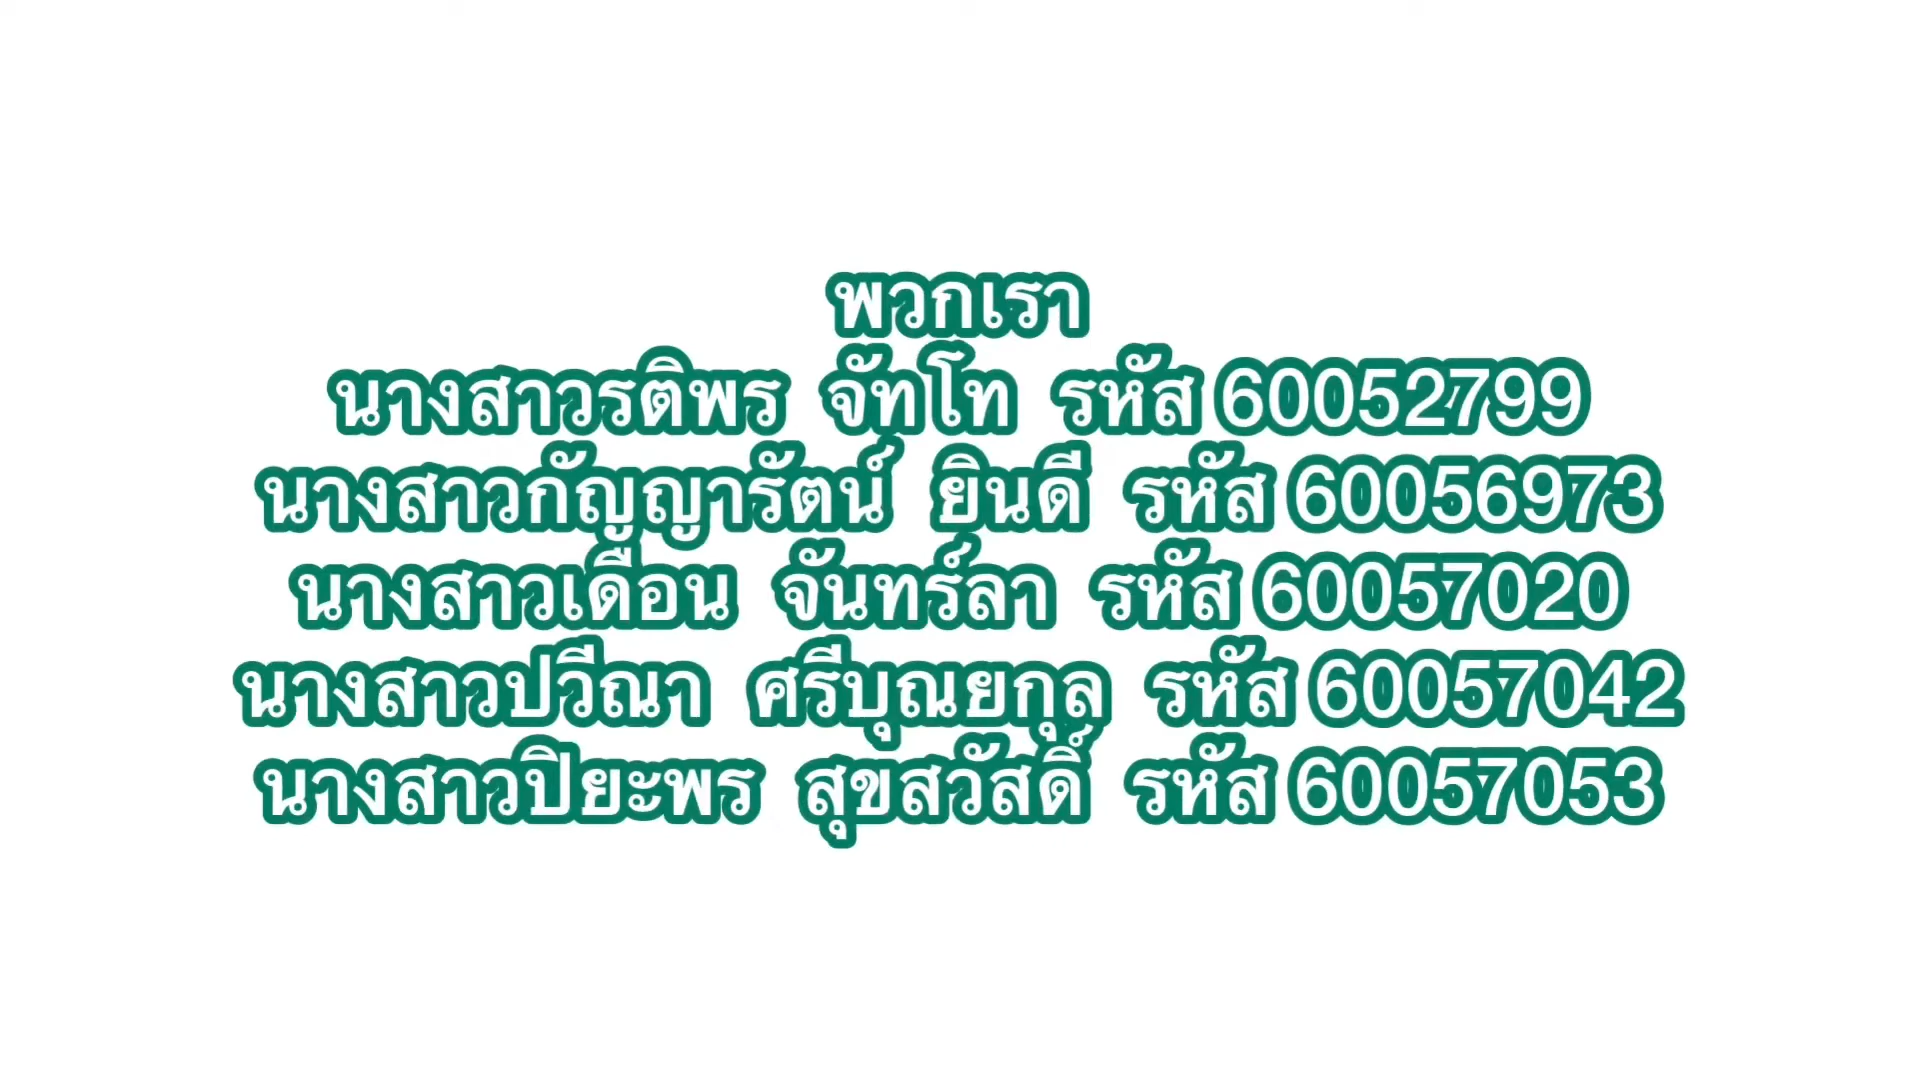 พวกเรา
นางสาวรติพร จัทโท รหัส 60052799
นางสาวกัญญารัตน์ ยินดี รหัส 60056973
นางสาวเดือน จันทร์ลา รหัส 60057020
นางสาวปวีณา ศรีบุณยกุล รหัส 60057042
นางสาวปิยะพร สุขสวัสดิ์ รหัส 60057053